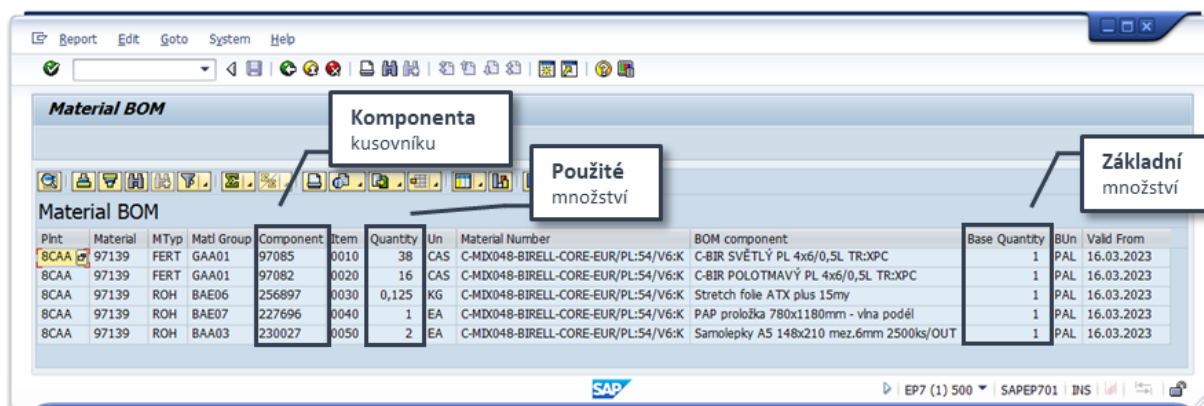 Report Edit Goto System Help
Material BOM
Komponenta
kusovníku
Použité
množství
Základní
množství
Material BOM
Plnt Material MTyp Matl Group Component Item Quantity Un Material Number BOM component Base Quantity BUn Valid From
8CAA 97139 FERT GAA01 97085 0010 38 CAS C-MIX048-BIRELL-CORE-EUR/PL:54/V6:K C-BIR SVĚTLÝ PL 4x6/0,5L TR:XPC 1 PAL 16.03.2023
8CAA 97139 FERT GAA01 97082 0020 16 CAS C-MIX048-BIRELL-CORE-EUR/PL:54/V6:K C-BIR POLOTMAVÝ PL 4x6/0,5L TR:XPC 1 PAL 16.03.2023
8CAA 97139 ROH BAE06 256897 0030 0,125 KG C-MIX048-BIRELL-CORE-EUR/PL:54/V6:K Stretch folie ATX plus 15my 1 PAL 16.03.2023
8CAA 97139 ROH BAE07 227696 0040 1 EA C-MIX048-BIRELL-CORE-EUR/PL:54/V6:K PAP proložka 780x1180mm - vlna podél 1 PAL 16.03.2023
8CAA 97139 ROH BAA03 230027 0050 2 EA C-MIX048-BIRELL-CORE-EUR/PL:54/V6:K Samolepky A5 148x210 mez.6mm 2500ks/OUT 1 PAL 16.03.2023
SAP EP7 (1) 500 SAPEP701 INS